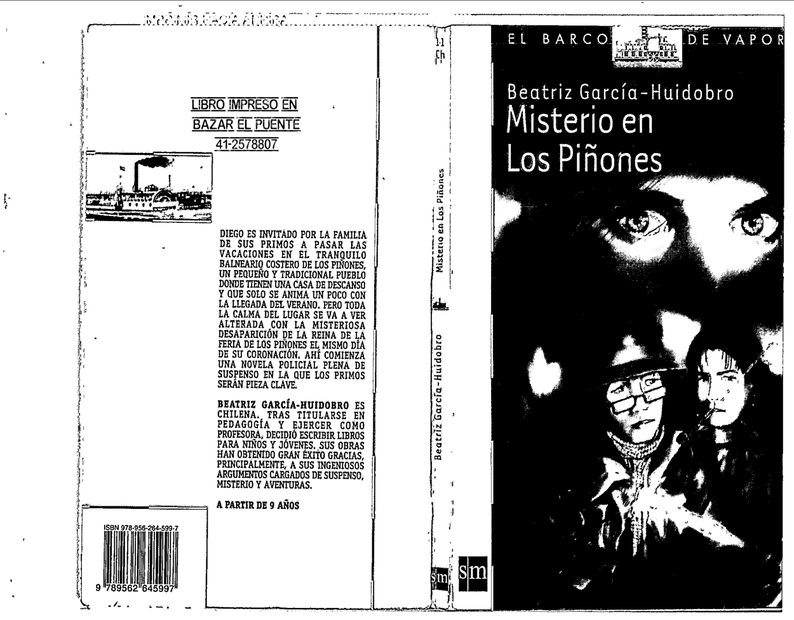 LIBRO IMPRESO EN
BAZAR EL PUENTE
41-2578807
DIEGO ES INVITADO POR LA FAMILIA
DE SUS PRIMOS A PASAR LAS
VACACIONES EN EL TRANQUILO
BALNEARIO COSTERO DE LOS PIÑONES,
UN PEQUEÑO Y TRADICIONAL PUEBLO
DONDE TIENEN UNA CASA DE DESCANSO
Y QUE SOLO SE ANIMA UN POCO CON
LA LLEGADA DEL VERANO. PERO TODA
LA CALMA DEL LUGAR SE VA A VER
ALTERADA CON LA MISTERIOSA
DESAPARICIÓN DE LA REINA DE LA
FERIA DE LOS PIÑONES EL MISMO DÍA
DE SU CORONACIÓN. AHÍ COMIENZA
UNA NOVELA POLICIAL PLENA DE
SUSPENSO EN LA QUE LOS PRIMOS
SERÁN PIEZA CLAVE.
BEATRIZ GARCÍA-HUIDOBRO ES
CHILENA. TRAS TITULARSE EN
PEDAGOGÍA Y EJERCER COMO
PROFESORA, DECIDIÓ ESCRIBIR LIBROS
PARA NIÑOS Y JÓVENES. SUS OBRAS
HAN OBTENIDO GRAN ÉXITO GRACIAS,
PRINCIPALMENTE, A SUS INGENIOSOS
ARGUMENTOS CARGADOS DE SUSPENSO,
MISTERIO Y AVENTURAS.
A PARTIR DE 9 AÑOS
ISBN 978-956-264-599-7
9 789562 645997
Ch
Misterio en Los Piñones
Beatriz García-Huidobro
sm
sm
EL BARCO DE VAPOR
Beatriz García-Huidobro
Misterio en
Los Piñones